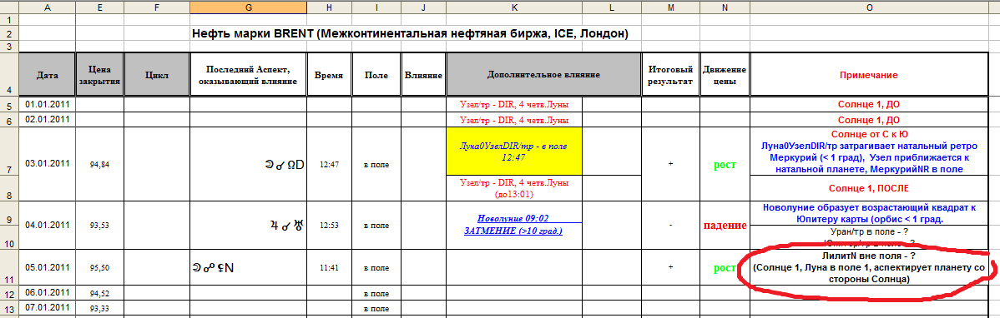 A E F G H I J K L M N O
1
2 Нефть марки BRENT (Межконтинентальная нефтяная биржа, ICE, Лондон)
3
4 Дата Цена закрытия Цикл Последний Аспект, оказывающий влияние Время Поле Влияние Дополнительное влияние Итоговый результат Движение цены Примечание
5 01.01.2011 Узел/тр - DIR, 4 четв.Луны Солнце 1, ДО
6 02.01.2011 Узел/тр - DIR, 4 четв.Луны Солнце 1, ДО
7 03.01.2011 94,84 ☽ ☌ ☊D 12:47 в поле Луна0УзелDIR/тр - в поле 12:47 + рост
Солнце от С к Ю
Луна0УзелDIR/тр затрагивает натальный ретро
Меркурий (< 1 град), Узел приближается к
натальной планете, МеркурийNR в поле
8 Узел/тр - DIR, 4 четв.Луны (до13:01) Солнце 1, ПОСЛЕ
9 04.01.2011 93,53 ♃ ☌ ♅ 12:53 в поле Новолуние 09:02 - падение
Новолуние образует возрастающий квадрат к
Юпитеру карты (орбис < 1 град.
10 ЗАТМЕНИЕ (>10 град.) Уран/тр в поле - ?
11 05.01.2011 95,50 ☽ ☍ ⚸N 11:41 в поле + рост
ЛилитN вне поля - ?
(Солнце 1, Луна в поле 1, аспектирует планету со
стороны Солнца)
12 06.01.2011 94,52 в поле
13 07.01.2011 93,33 в поле